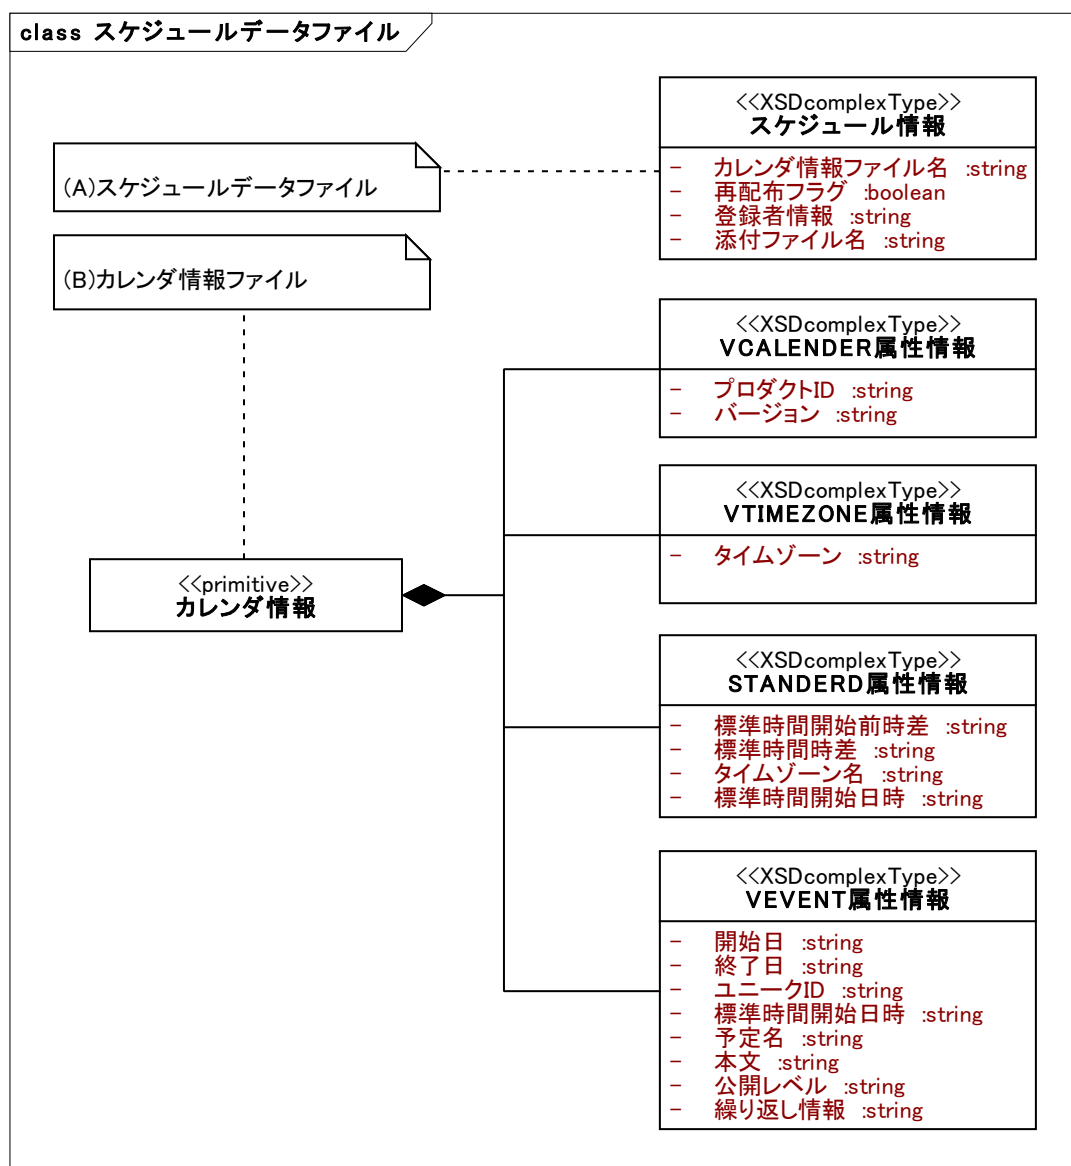 class スケジュールデータファイル
<<XSDcomplexType>>
スケジュール情報
- カレンダ情報ファイル名 :string
- 再配布フラグ :boolean
- 登録者情報 :string
- 添付ファイル名 :string
(A)スケジュールデータファイル
(B)カレンダ情報ファイル
<<XSDcomplexType>>
VCALENDER属性情報
- プロダクトID :string
- バージョン :string
<<XSDcomplexType>>
VTIMEZONE属性情報
- タイムゾーン :string
<<primitive>>
カレンダ情報
<<XSDcomplexType>>
STANDERD属性情報
- 標準時間開始前時差 :string
- 標準時間時差 :string
- タイムゾーン名 :string
- 標準時間開始日時 :string
<<XSDcomplexType>>
VEVENT属性情報
- 開始日 :string
- 終了日 :string
- ユニークID :string
- 標準時間開始日時 :string
- 予定名 :string
- 本文 :string
- 公開レベル :string
- 繰り返し情報 :string